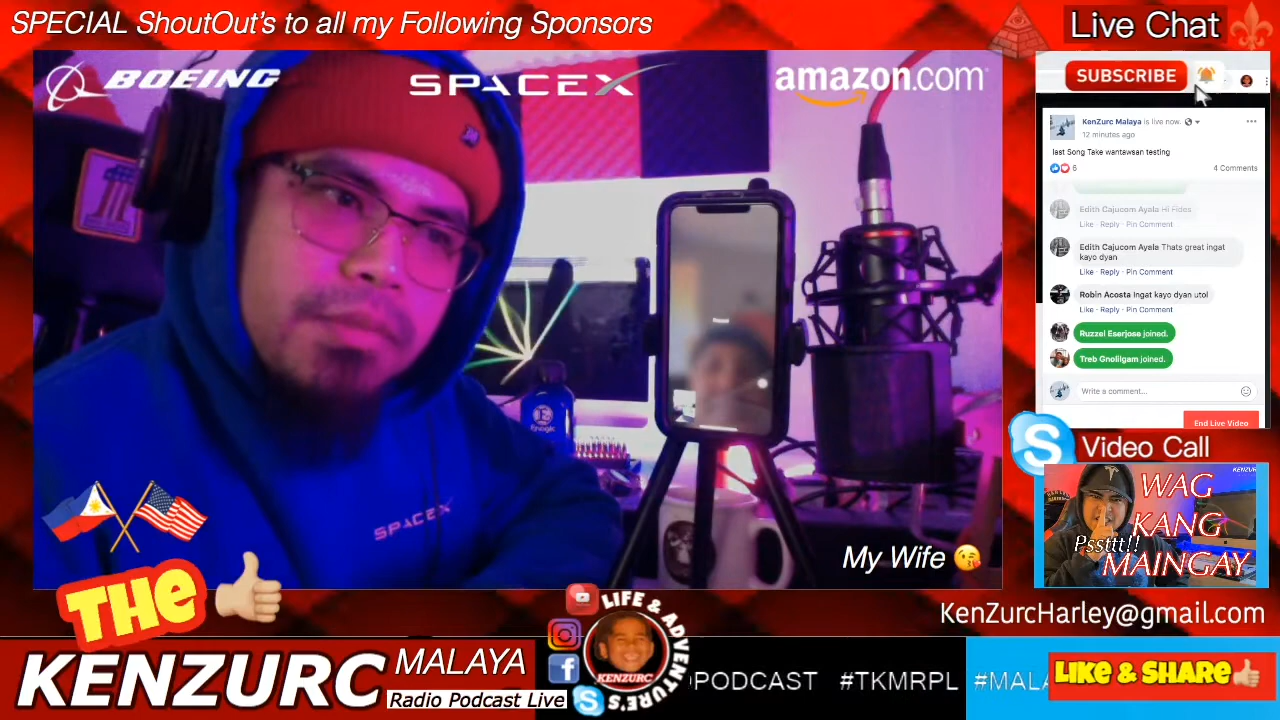 SPECIAL ShoutOut's to all my Following Sponsors
Live Chat
BOEING
SPACEX
amazon.com
SUBSCRIBE
KenZurc Malaya is live now.
12 minutes ago
last Song Take wantawsan testing
6
4 Comments
Edith Cajucom Ayala Hi Fides
Like · Reply · Pin Comment
Edith Cajucom Ayala Thats great ingat
kayo dyan
Like · Reply · Pin Comment
Robin Acosta Ingat kayo dyan utol
Like · Reply · Pin Comment
Ruzzel Eserjose joined.
Treb Gnoliigam joined.
Write a comment...
End Live Video
Video Call
KENZUR
WAG
KANG
Pssttt!!
MAINGAY
Enagic
SPACEX
My Wife
KenZurcHarley@gmail.com
THe
KENZURC
MALAYA
Radio Podcast Live
LIFE & ADVENTURE'S
KENZURC
PODCAST
#TKMRPL
#MALA
LIKE & SHARE